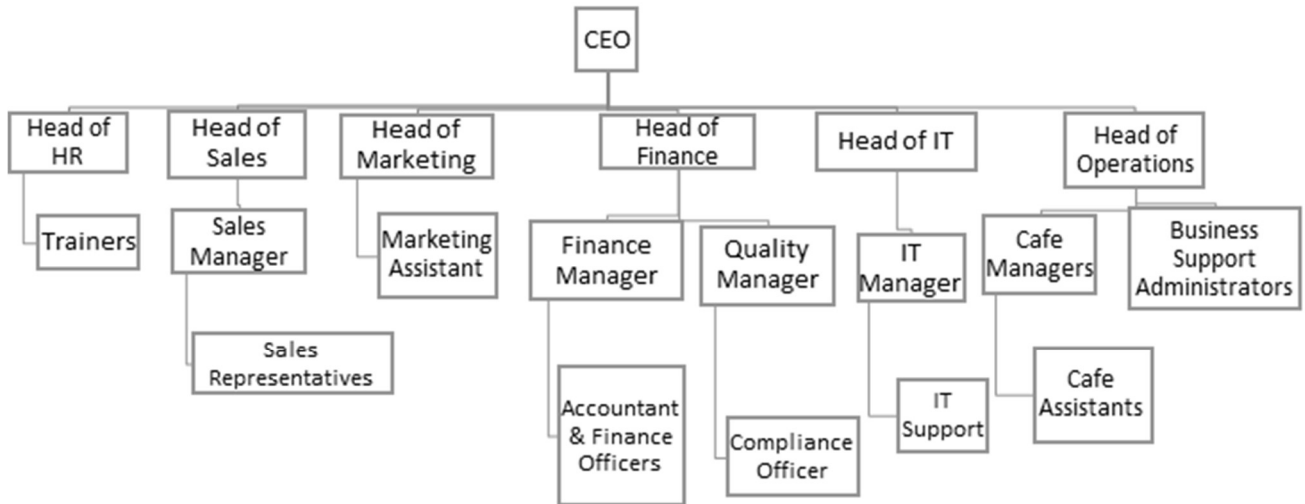 CEO
Head of
HR
Head of
Sales
Head of
Marketing
Head of
Finance
Head of IT
Head of
Operations
Trainers
Sales
Manager
Marketing
Assistant
Finance
Manager
Quality
Manager
IT
Manager
Cafe
Managers
Business
Support
Administrators
Sales
Representatives
Accountant
& Finance
Officers
Compliance
Officer
IT
Support
Cafe
Assistants